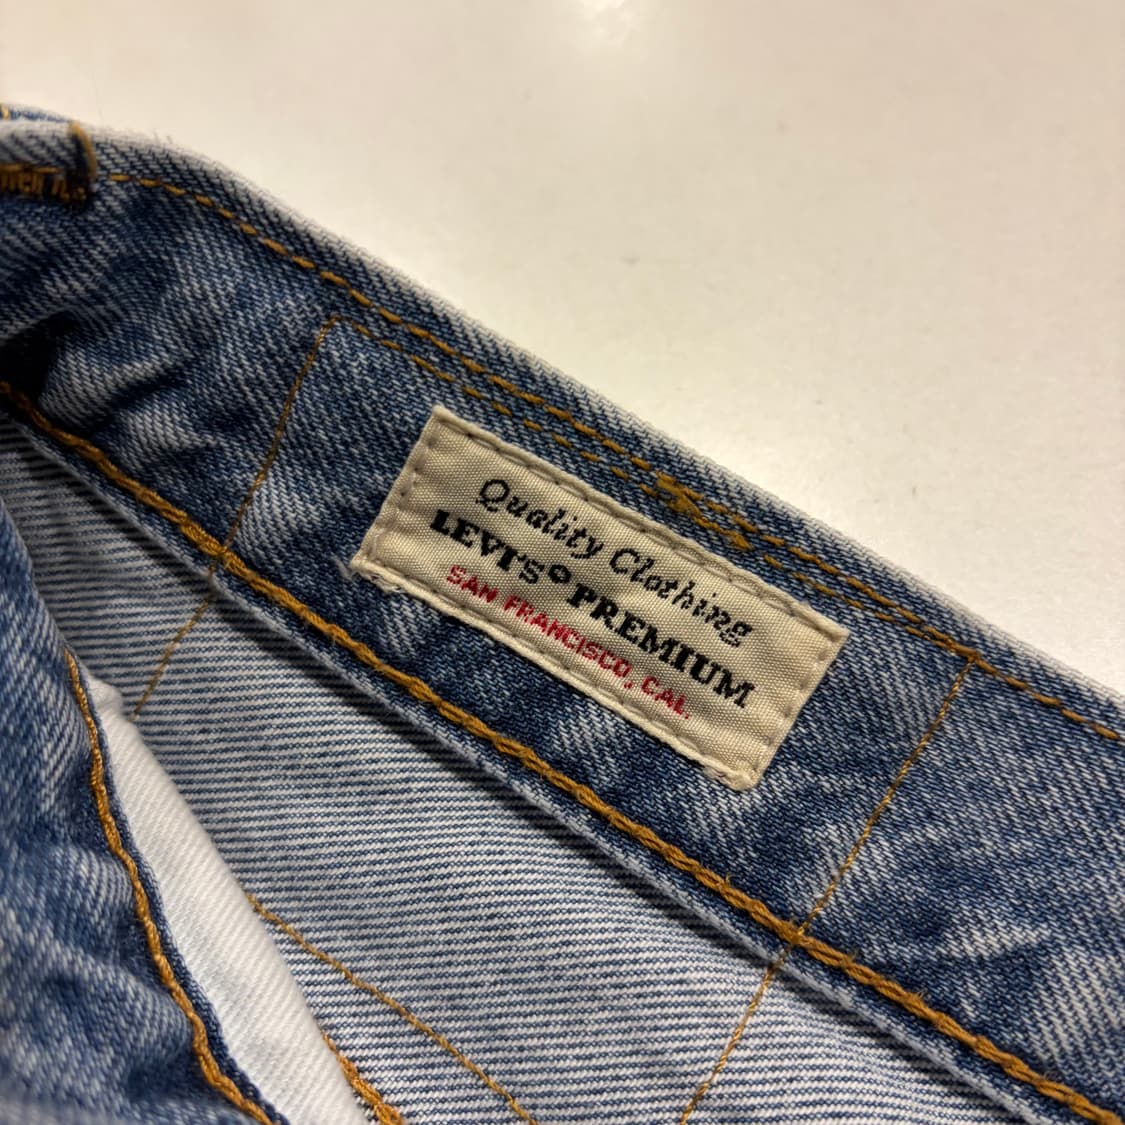 Quality Clothing
LEVI'S® PREMIUM
SAN FRANCISCO, CAL.